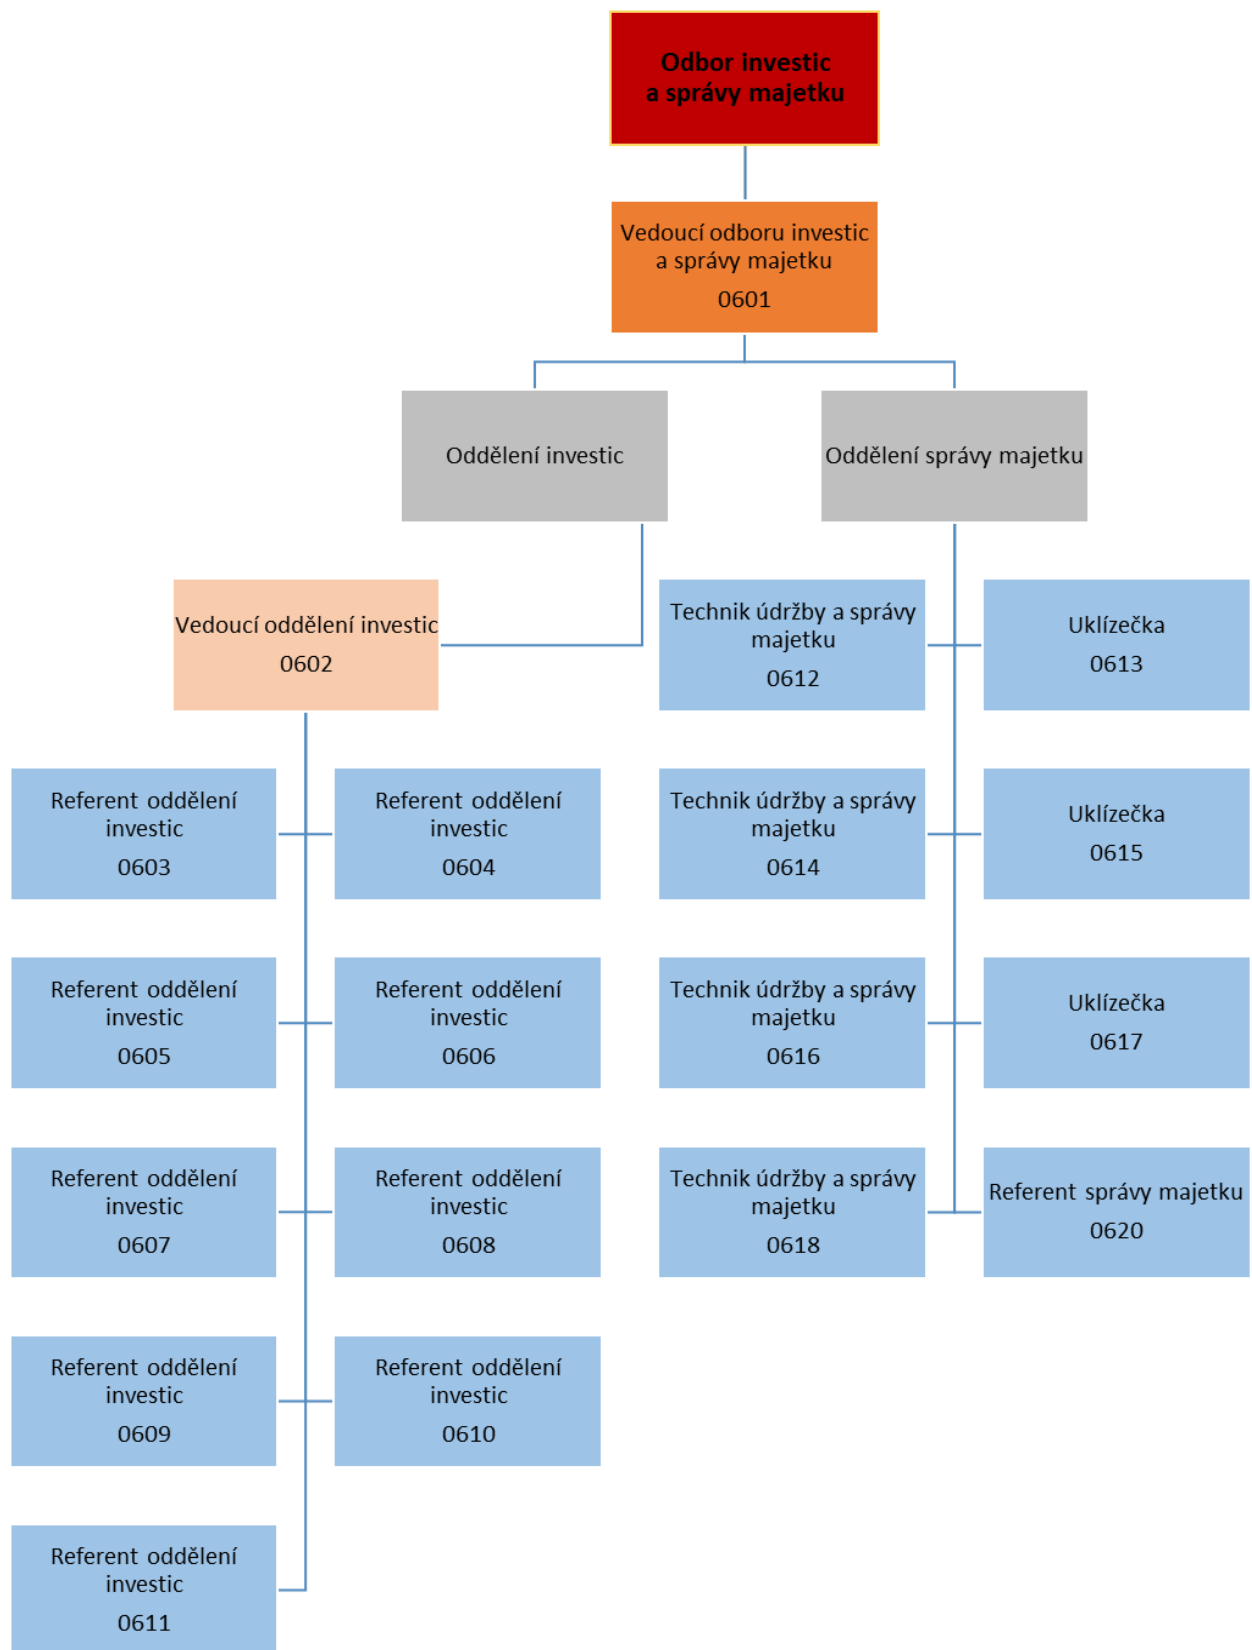 Odbor investic
a správy majetku
Vedoucí odboru investic
a správy majetku
0601
Oddělení investic
Oddělení správy majetku
Vedoucí oddělení investic
0602
Technik údržby a správy
majetku
0612
Uklízečka
0613
Referent oddělení
investic
0603
Referent oddělení
investic
0604
Technik údržby a správy
majetku
0614
Uklízečka
0615
Referent oddělení
investic
0605
Referent oddělení
investic
0606
Technik údržby a správy
majetku
0616
Uklízečka
0617
Referent oddělení
investic
0607
Referent oddělení
investic
0608
Technik údržby a správy
majetku
0618
Referent správy majetku
0620
Referent oddělení
investic
0609
Referent oddělení
investic
0610
Referent oddělení
investic
0611